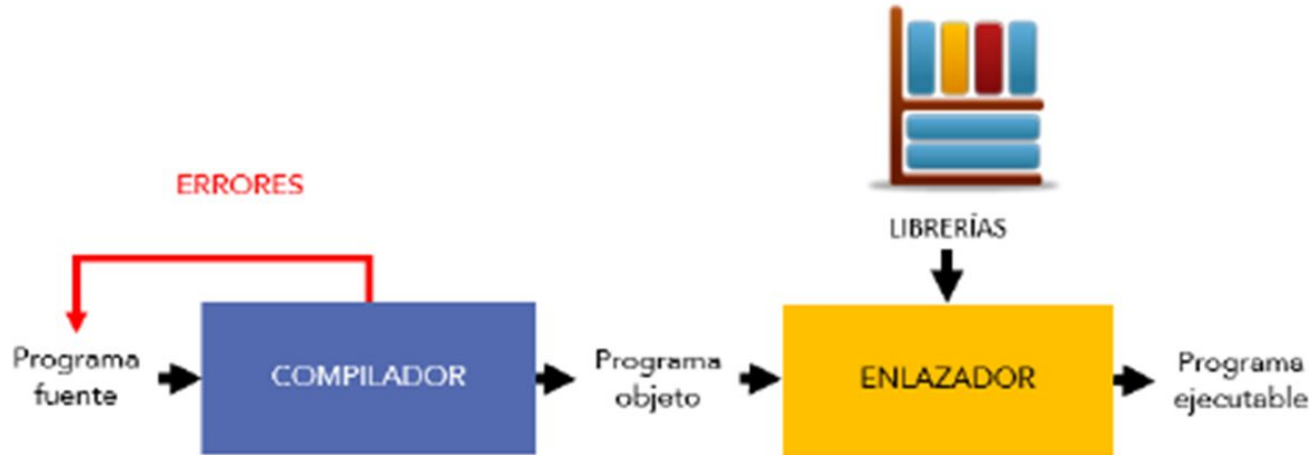 ERRORES
LIBRERÍAS
Programa
fuente
COMPILADOR
Programa
objeto
ENLAZADOR
Programa
ejecutable